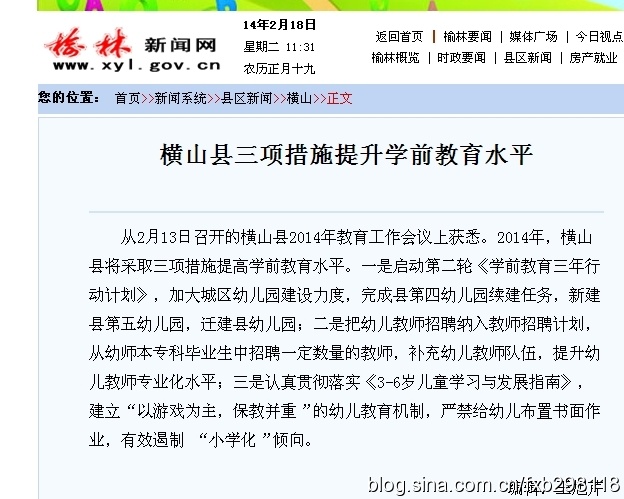 14年2月18日
返回首页 | 榆林要闻 | 媒体广场 | 今日视点
榆林 新闻网
星期二 11:31
榆林概览 | 时政要闻 | 县区新闻 | 房产就业
www.xyl.gov.cn
农历正月十九
您的位置： 首页>>新闻系统>>县区新闻>>横山>>正文
横山县三项措施提升学前教育水平
从2月13日召开的横山县2014年教育工作会议上获悉。2014年，横山
县将采取三项措施提高学前教育水平。一是启动第二轮《学前教育三年行
动计划》，加大城区幼儿园建设力度，完成县第四幼儿园续建任务，新建
县第五幼儿园，迁建县幼儿园；二是把幼儿教师招聘纳入教师招聘计划，
从幼师本专科毕业生中招聘一定数量的教师，补充幼儿教师队伍，提升幼
儿教师专业化水平；三是认真贯彻落实《3-6岁儿童学习与发展指南》，
建立“以游戏为主，保教并重”的幼儿教育机制，严禁给幼儿布置书面作
业，有效遏制 “小学化”倾向。
blog.sina.com.cn/fxb298118